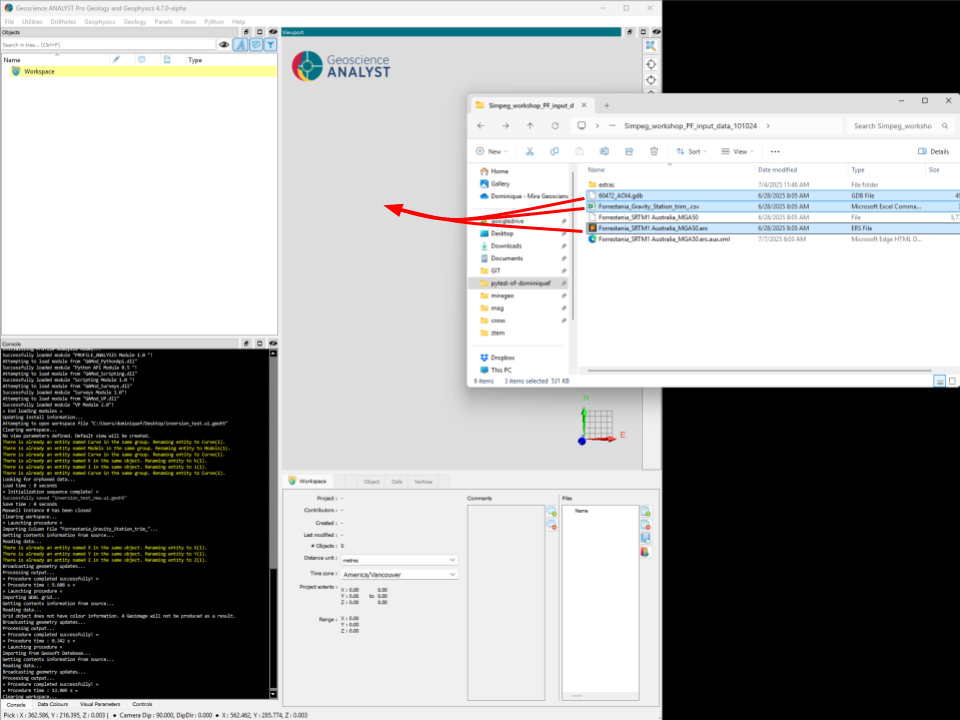 Geoscience ANALYST Pro Geology and Geophysics 4.7.0-alpha
File Utilities Drillholes Geophysics Geology Panels Views Python Help
Objects
Search in tree... (Ctrl+F)
Name Type
Workspace
Viewport
Geoscience
ANALYST
Simpeg_workshop_PF_input_d
Simpeg_workshop_PF_input_data_101024
Search Simpeg_worksho
New
Sort
View
Details
Home
Gallery
Dominique - Mira Geoscien
googledrive
Desktop
Downloads
Documents
GIT
pytest-of-dominiquef
mirageo
mag
crow
ztem
Dropbox
This PC
Name Date modified Type Size
extras 7/4/2025 11:46 AM File folder
60472_AOI4.gdb 6/28/2025 8:05 AM GDB File
Forrestania_Gravity_Station_trim_.csv 6/28/2025 8:05 AM Microsoft Excel Comma...
Forrestania_SRTM1 Australia_MGA50 6/28/2025 8:05 AM File 5,7
Forrestania_SRTM1 Australia_MGA50.ers 6/28/2025 8:05 AM ERS File
Forrestania_SRTM1 Australia_MGA50.ers.aux.xml 7/7/2025 8:03 AM Microsoft Edge HTML D...
6 items 3 items selected 531 KB
N
E
Console
Successfully loaded module "PROFILE_ANALYSIS Module 1.0 "!
Attempting to load module from "GAMod_PythonApi.dll"
Successfully loaded module "Python API Module 0.5 "!
Attempting to load module from "GAMod_Scripting.dll"
Successfully loaded module "Scripting Module 1.0 "!
Attempting to load module from "GAMod_Surveys.dll"
Successfully loaded module "Surveys Module 1.0"!
Attempting to load module from "GAMod_VP.dll"
Successfully loaded module "VP Module 2.0"!
« End loading modules »
Updating install information...
Attempting to open workspace file "C:/Users/dominiquef/Desktop/inversion_test.ui.geoh5"
Clearing workspace...
No view parameters defined. Default view will be created.
There is already an entity named Curve in the same group. Renaming entity to Curve(1).
There is already an entity named Models in the same group. Renaming entity to Models(1).
There is already an entity named Curve in the same group. Renaming entity to Curve(1).
There is already an entity named k in the same object. Renaming entity to k(1).
There is already an entity named i in the same object. Renaming entity to i(1).
There is already an entity named Curve in the same group. Renaming entity to Curve(1).
Looking for orphaned data...
Load time : 0 seconds
« Initialization sequence complete! »
Successfully saved "inversion_test_new.ui.geoh5"
Save time : 0 seconds
Maxwell instance 0 has been closed
Clearing workspace...
« Launching procedure »
Importing Column File "Forrestania_Gravity_Station_trim_"...
Getting contents information from source...
Reading data...
There is already an entity named X in the same object. Renaming entity to X(1).
There is already an entity named Y in the same object. Renaming entity to Y(1).
There is already an entity named Z in the same object. Renaming entity to Z(1).
Broadcasting geometry updates...
Processing output...
« Procedure completed successfully! »
« Procedure time : 9.608 s »
« Launching procedure »
Importing GDAL grid...
Getting contents information from source...
Reading data...
Grid object does not have colour information. A GeoImage will not be produced as a result.
Broadcasting geometry updates...
Processing output...
« Procedure completed successfully! »
« Procedure time : 0.342 s »
« Launching procedure »
Importing from Geosoft Database...
Getting contents information from source...
Reading data...
Broadcasting geometry updates...
Processing output...
« Procedure completed successfully! »
« Procedure time : 13.905 s »
Clearing workspace...
Console Data Colours Visual Parameters Controls
Workspace Object Cells Vertices
Project : -
Contributors : -
Created : -
Last modified : -
# Objects : 0
Distance unit : metres
Time zone : America/Vancouver
Project extents : X : 0.00 0.00
Y : 0.00 to 0.00
Z : 0.00 0.00
Range : X : 0.00
Y : 0.00
Z : 0.00
Comments
Files
Name
Pick : X : 362.586, Y : 216.395, Z : 0.003 | ● Camera Dip : 90.000, DipDir : 0.000 ● X : 562.462, Y : 285.774, Z : 0.003